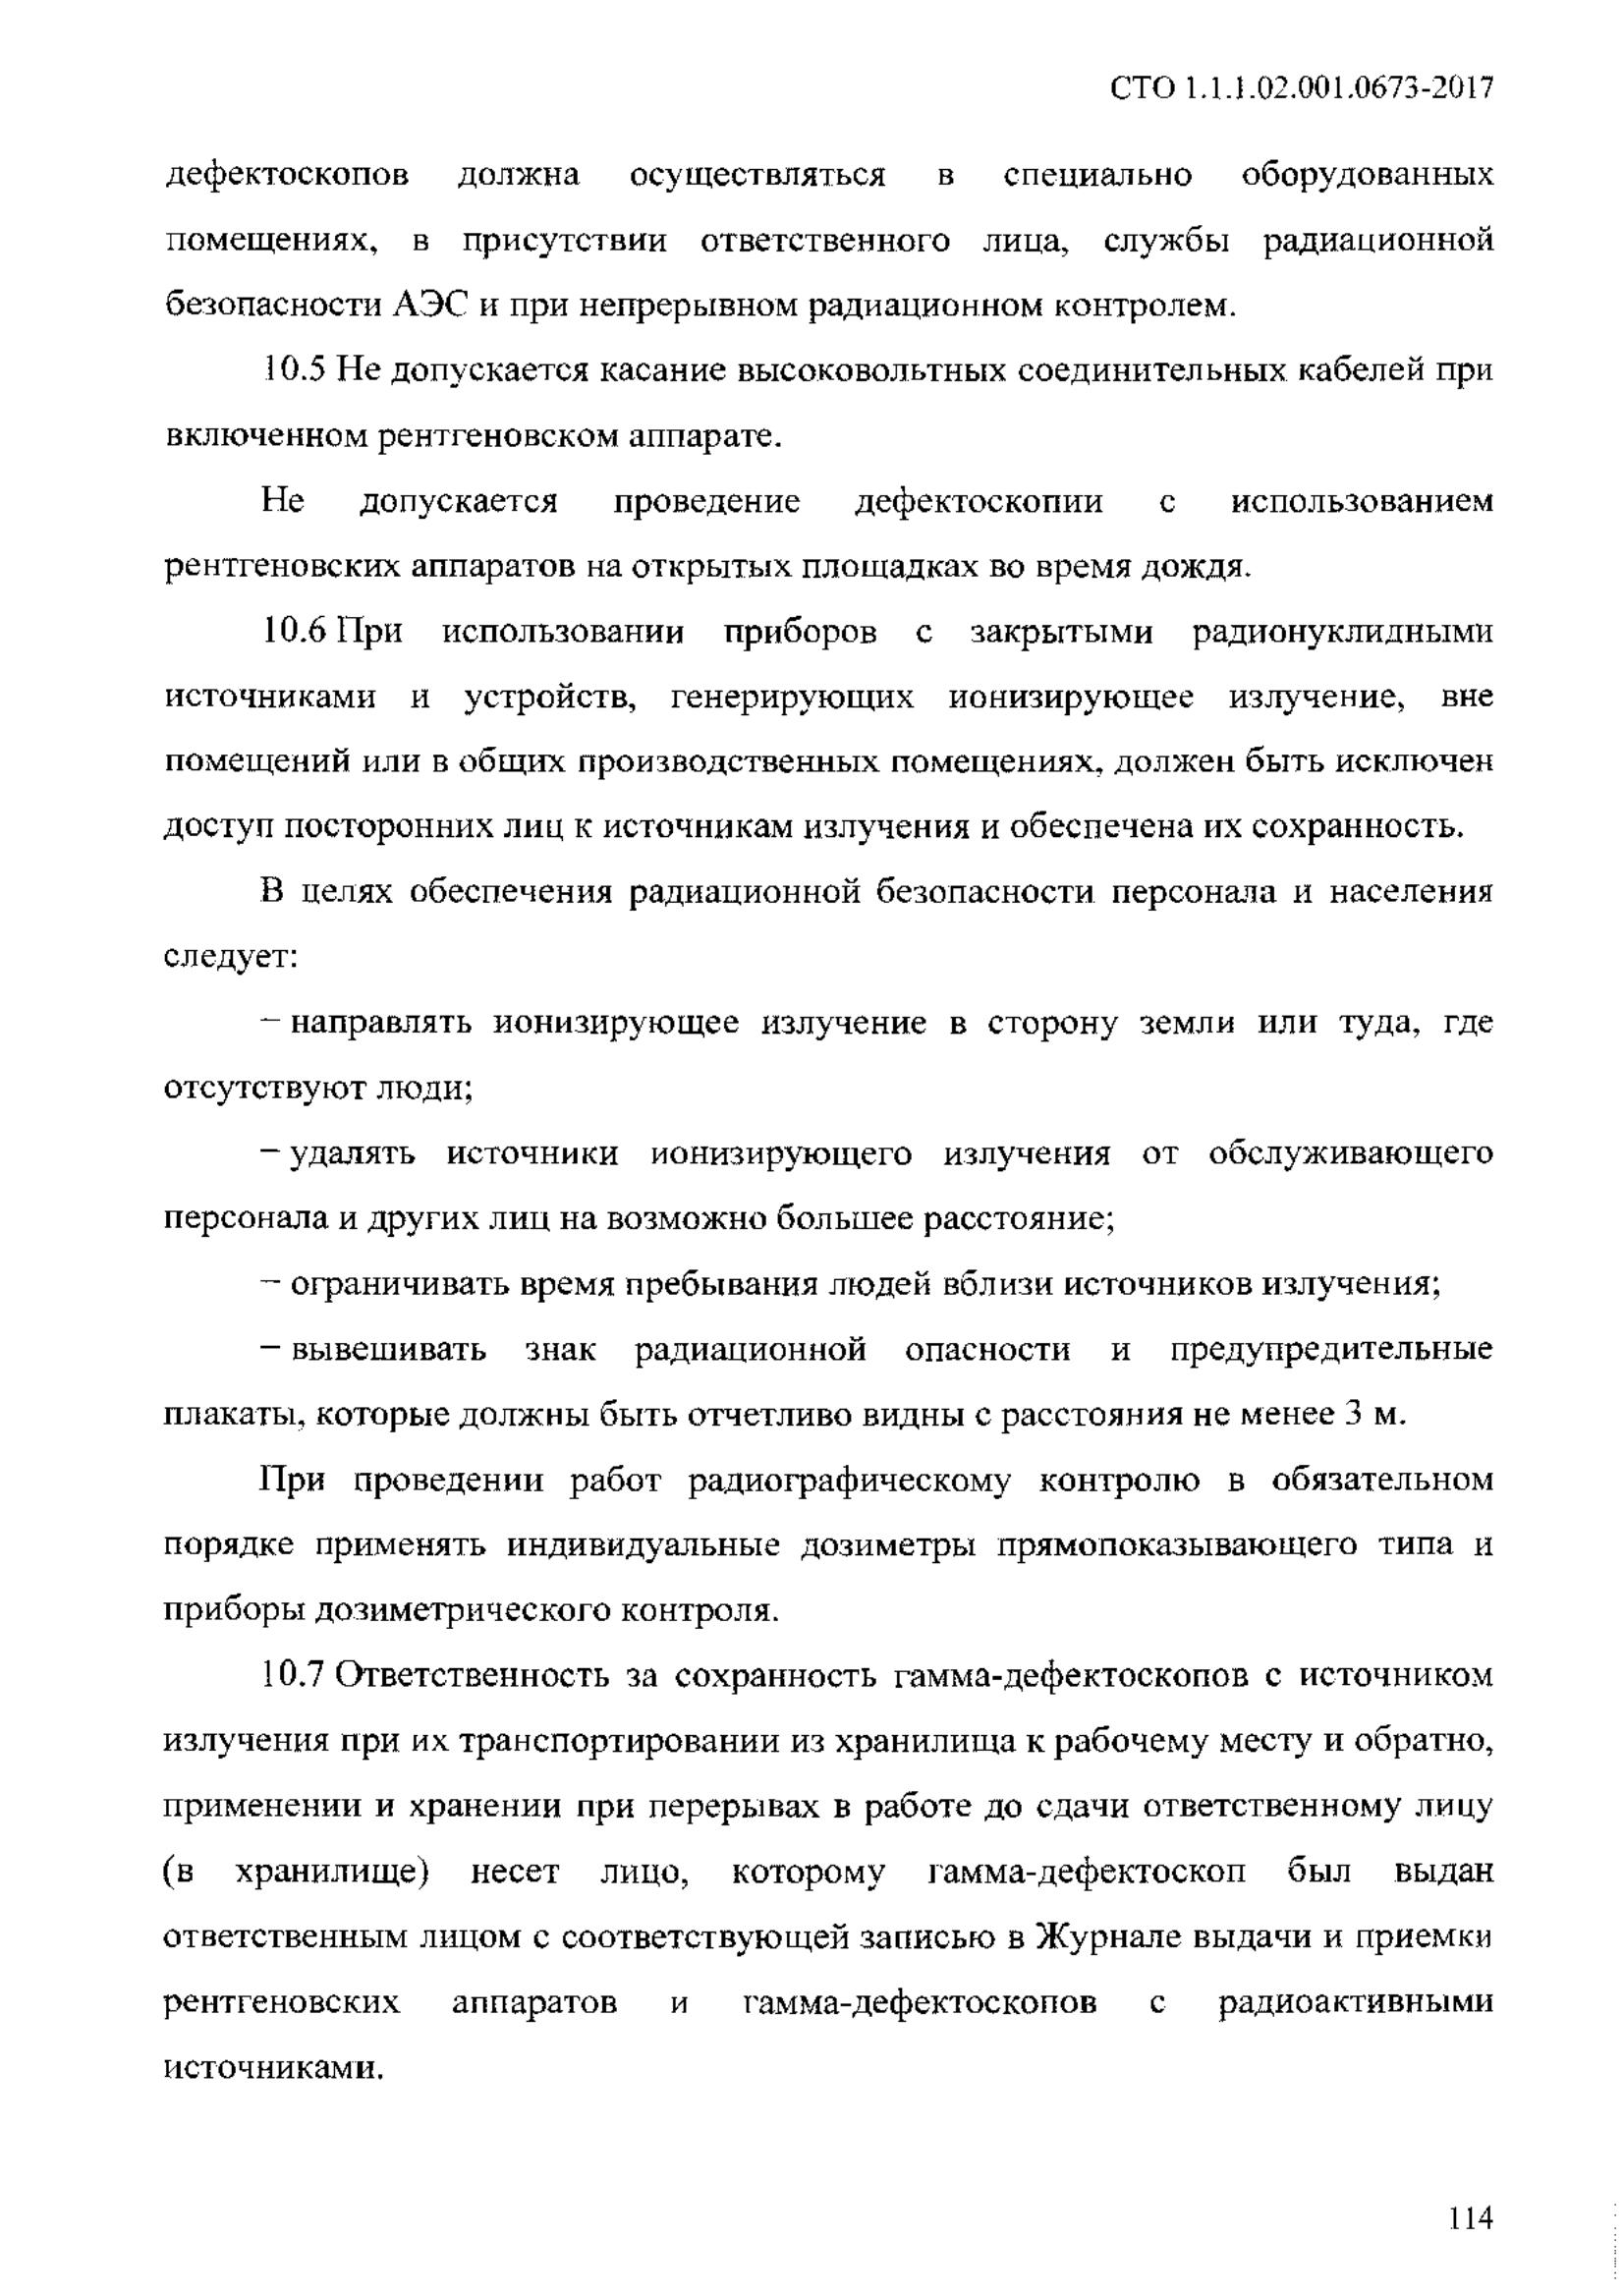 СТО 1.1.1.02.001.0673-2017
дефектоскопов должна осуществляться в специально оборудованных
помещениях, в присутствии ответственного лица, службы радиационной
безопасности АЭС и при непрерывном радиационном контролем.
10.5 Не допускается касание высоковольтных соединительных кабелей при
включенном рентгеновском аппарате.
Не допускается проведение дефектоскопии с использованием
рентгеновских аппаратов на открытых площадках во время дождя.
10.6 При использовании приборов с закрытыми радионуклидными
источниками и устройств, генерирующих ионизирующее излучение, вне
помещений или в общих производственных помещениях, должен быть исключен
доступ посторонних лиц к источникам излучения и обеспечена их сохранность.
В целях обеспечения радиационной безопасности персонала и населения
следует:
– направлять ионизирующее излучение в сторону земли или туда, где
отсутствуют люди;
– удалять источники ионизирующего излучения от обслуживающего
персонала и других лиц на возможно большее расстояние;
– ограничивать время пребывания людей вблизи источников излучения;
– вывешивать знак радиационной опасности и предупредительные
плакаты, которые должны быть отчетливо видны с расстояния не менее 3 м.
При проведении работ радиографическому контролю в обязательном
порядке применять индивидуальные дозиметры прямопоказывающего типа и
приборы дозиметрического контроля.
10.7 Ответственность за сохранность гамма-дефектоскопов с источником
излучения при их транспортировании из хранилища к рабочему месту и обратно,
применении и хранении при перерывах в работе до сдачи ответственному лицу
(в хранилище) несет лицо, которому гамма-дефектоскоп был выдан
ответственным лицом с соответствующей записью в Журнале выдачи и приемки
рентгеновских аппаратов и гамма-дефектоскопов с радиоактивными
источниками.
114